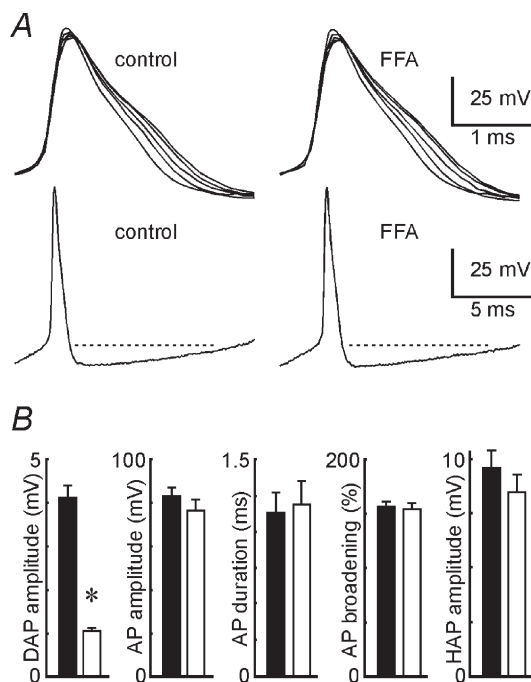 A
control
FFA
25 mV
1 ms
control
FFA
25 mV
5 ms
B
5
DAP amplitude (mV)
0
*
100
AP amplitude (mV)
0
1.5
AP duration (ms)
0
200
AP broadening (%)
0
10
HAP amplitude (mV)
0